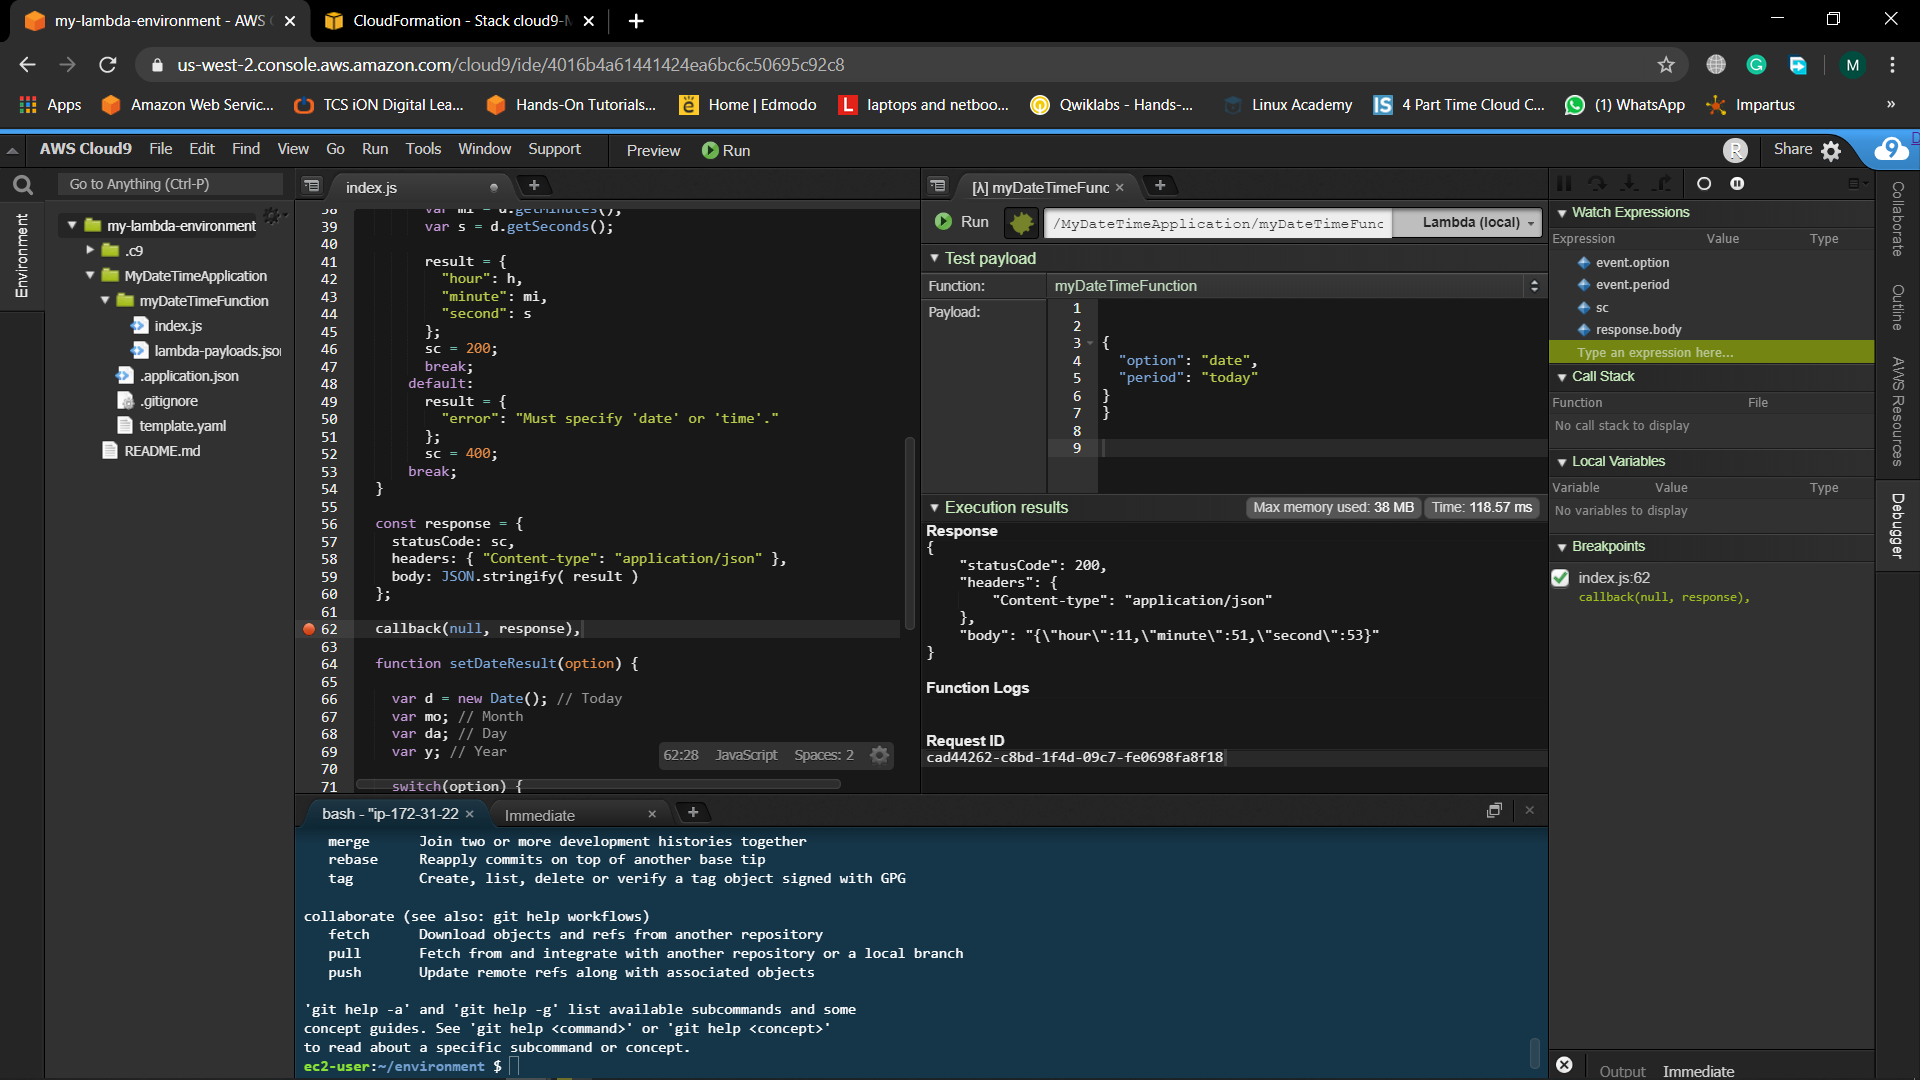 my-lambda-environment - AWS
CloudFormation - Stack cloud9-
us-west-2.console.aws.amazon.com/cloud9/ide/4016b4a61441424ea6bc6c50695c92c8
M
Apps
Amazon Web Servic...
TCS iON Digital Lea...
Hands-On Tutorials...
Home | Edmodo
laptops and netboo...
Qwiklabs - Hands-...
Linux Academy
4 Part Time Cloud C...
(1) WhatsApp
Impartus
»
AWS Cloud9 File Edit Find View Go Run Tools Window Support
Preview
Run
R
Share
9
Go to Anything (Ctrl-P)
Environment
my-lambda-environment
.c9
MyDateTimeApplication
myDateTimeFunction
index.js
lambda-payloads.jso
.application.json
.gitignore
template.yaml
README.md
index.js
38 var mi = d.getMinutes();
39 var s = d.getSeconds();
40
41 result = {
42 "hour": h,
43 "minute": mi,
44 "second": s
45 };
46 sc = 200;
47 break;
48 default:
49 result = {
50 "error": "Must specify 'date' or 'time'."
51 };
52 sc = 400;
53 break;
54 }
55
56 const response = {
57 statusCode: sc,
58 headers: { "Content-type": "application/json" },
59 body: JSON.stringify( result )
60 };
61
62 callback(null, response),
63
64 function setDateResult(option) {
65
66 var d = new Date(); // Today
67 var mo; // Month
68 var da; // Day
69 var y; // Year
70
71 switch(option) {
62:28 JavaScript Spaces: 2
[λ] myDateTimeFunc
Run
/MyDateTimeApplication/myDateTimeFunc
Lambda (local)
Test payload
Function: myDateTimeFunction
Payload:
1
2
3 {
4 "option": "date",
5 "period": "today"
6 }
7 }
8
9
Execution results
Max memory used: 38 MB
Time: 118.57 ms
Response
{
"statusCode": 200,
"headers": {
"Content-type": "application/json"
},
"body": "{\"hour\":11,\"minute\":51,\"second\":53}"
}
Function Logs
Request ID
cad44262-c8bd-1f4d-09c7-fe0698fa8f18
Watch Expressions
Expression Value Type
event.option
event.period
sc
response.body
Type an expression here...
Call Stack
Function File
No call stack to display
Local Variables
Variable Value Type
No variables to display
Breakpoints
index.js:62
callback(null, response),
Collaborate
Outline
AWS Resources
Debugger
bash - "ip-172-31-22
Immediate
merge Join two or more development histories together
rebase Reapply commits on top of another base tip
tag Create, list, delete or verify a tag object signed with GPG
collaborate (see also: git help workflows)
fetch Download objects and refs from another repository
pull Fetch from and integrate with another repository or a local branch
push Update remote refs along with associated objects
'git help -a' and 'git help -g' list available subcommands and some
concept guides. See 'git help <command>' or 'git help <concept>'
to read about a specific subcommand or concept.
ec2-user:~/environment $
Output Immediate